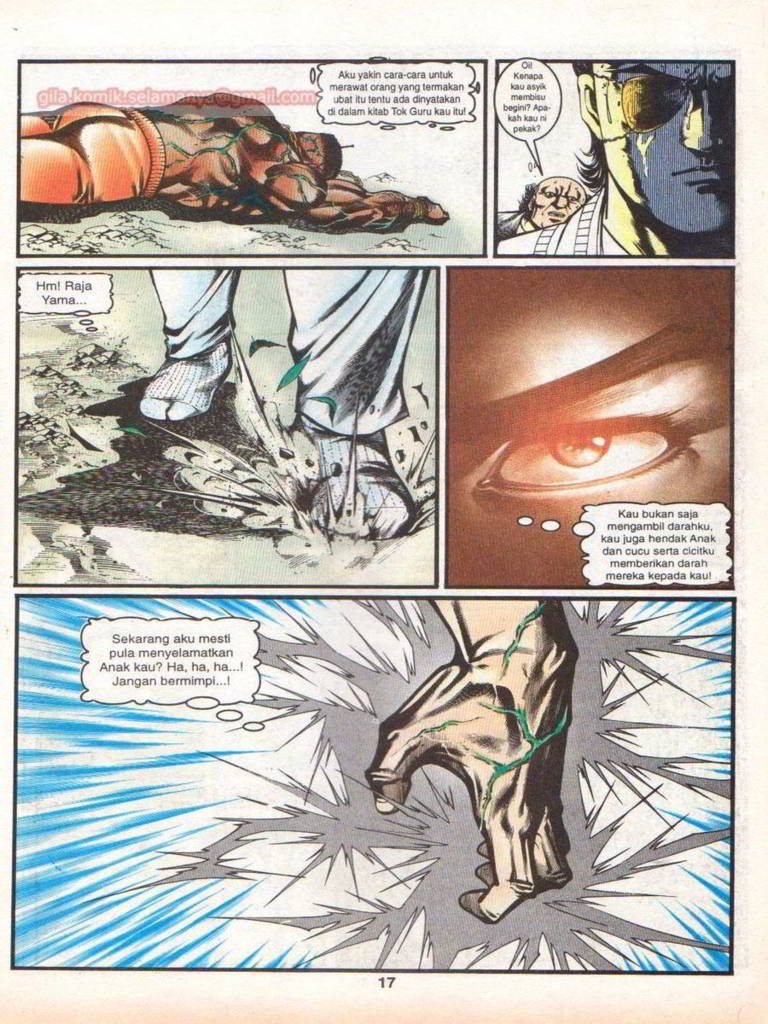 gila.komik.selamanya@gmail.com
Aku yakin cara-cara untuk
merawat orang yang termakan
ubat itu tentu ada dinyatakan
di dalam kitab Tok Guru kau itu!
Oi!
Kenapa
kau asyik
membisu
begini? Apa-
kah kau ni
pekak?
Hm! Raja
Yama...
Kau bukan saja
mengambil darahku,
kau juga hendak Anak
dan cucu serta cicitku
memberikan darah
mereka kepada kau!
Sekarang aku mesti
pula menyelamatkan
Anak kau? Ha, ha, ha...!
Jangan bermimpi...!
17